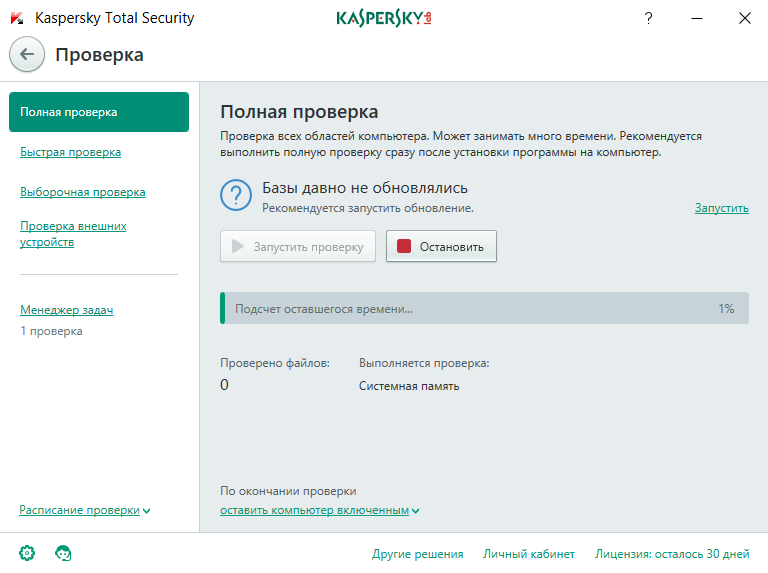 Kaspersky Total Security
KASPERSKY LAB
?
Проверка
Полная проверка
Быстрая проверка
Выборочная проверка
Проверка внешних
устройств
Менеджер задач
1 проверка
Расписание проверки
Полная проверка
Проверка всех областей компьютера. Может занимать много времени. Рекомендуется
выполнить полную проверку сразу после установки программы на компьютер.
?
Базы давно не обновлялись
Рекомендуется запустить обновление.
Запустить
Запустить проверку
Остановить
Подсчет оставшегося времени...
1%
Проверено файлов:
Выполняется проверка:
0
Системная память
По окончании проверки
оставить компьютер включенным
Другие решения
Личный кабинет
Лицензия: осталось 30 дней